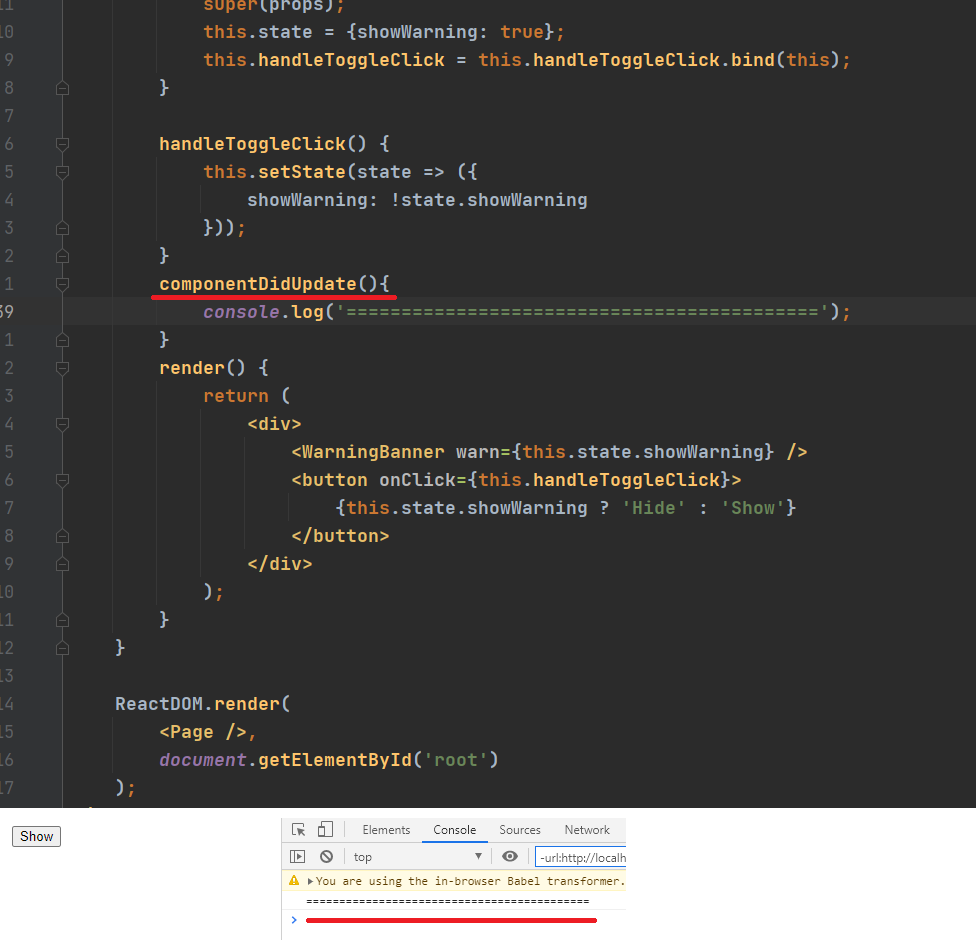 11 super(props);
10 this.state = {showWarning: true};
9 this.handleToggleClick = this.handleToggleClick.bind(this);
8 }
7
6 handleToggleClick() {
5 this.setState(state => ({
4 showWarning: !state.showWarning
3 }));
2 }
1 componentDidUpdate(){
39 console.log('===========================================');
1 }
2 render() {
3 return (
4 <div>
5 <WarningBanner warn={this.state.showWarning} />
6 <button onClick={this.handleToggleClick}>
7 {this.state.showWarning ? 'Hide' : 'Show'}
8 </button>
9 </div>
10 );
11 }
12 }
13
14 ReactDOM.render(
15 <Page />,
16 document.getElementById('root')
17 );
Show
Elements Console Sources Network
top ▼ -url:http://localh
▶You are using the in-browser Babel transformer.
===========================================
>